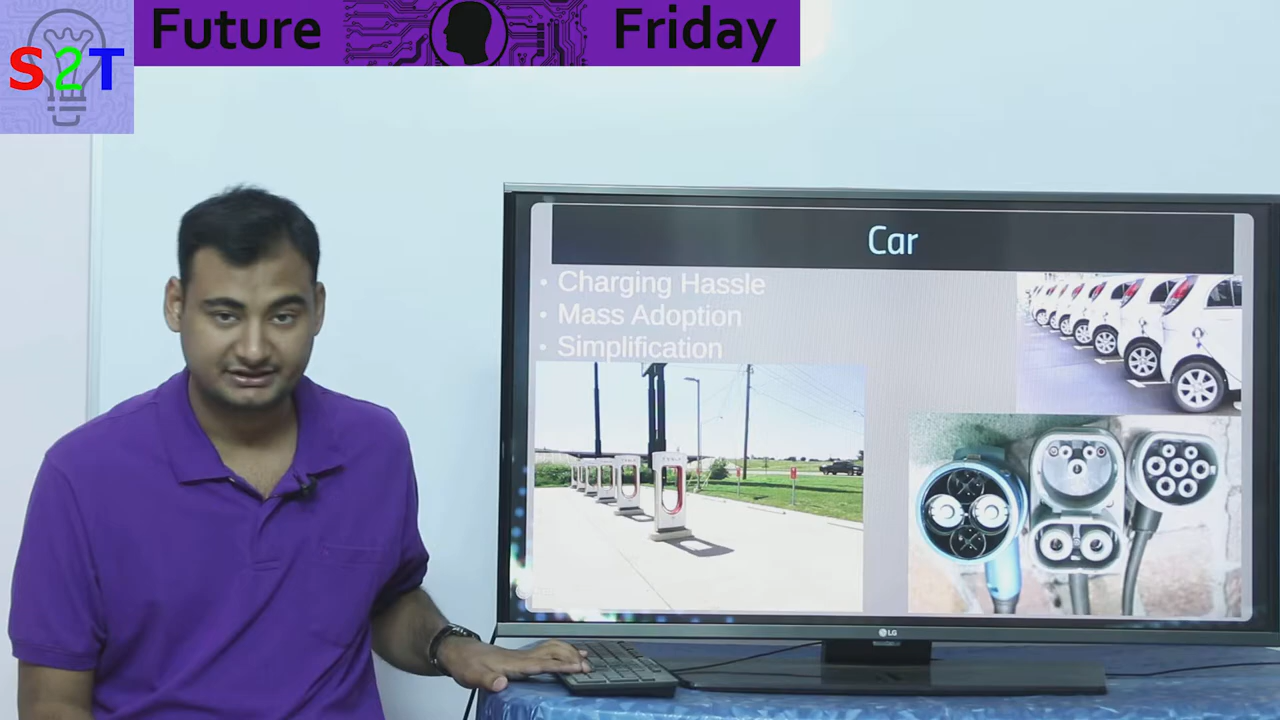 Future Friday
S2T
Car
• Charging Hassle
• Mass Adoption
• Simplification
LG